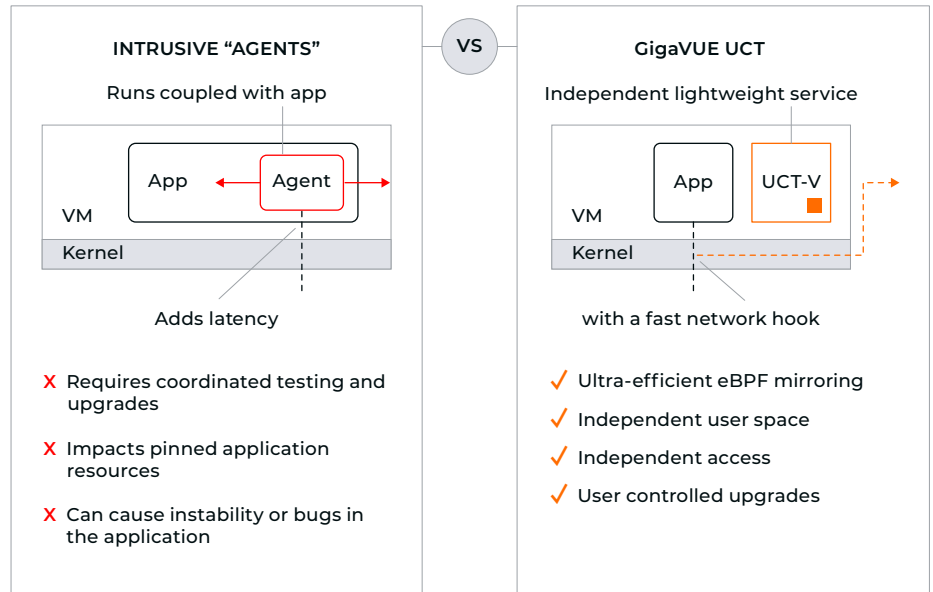 INTRUSIVE “AGENTS”
Runs coupled with app
App
Agent
VM
Kernel
Adds latency
X Requires coordinated testing and
upgrades
X Impacts pinned application
resources
X Can cause instability or bugs in
the application
VS
GigaVUE UCT
Independent lightweight service
App
UCT-V
VM
Kernel
with a fast network hook
✓ Ultra-efficient eBPF mirroring
✓ Independent user space
✓ Independent access
✓ User controlled upgrades